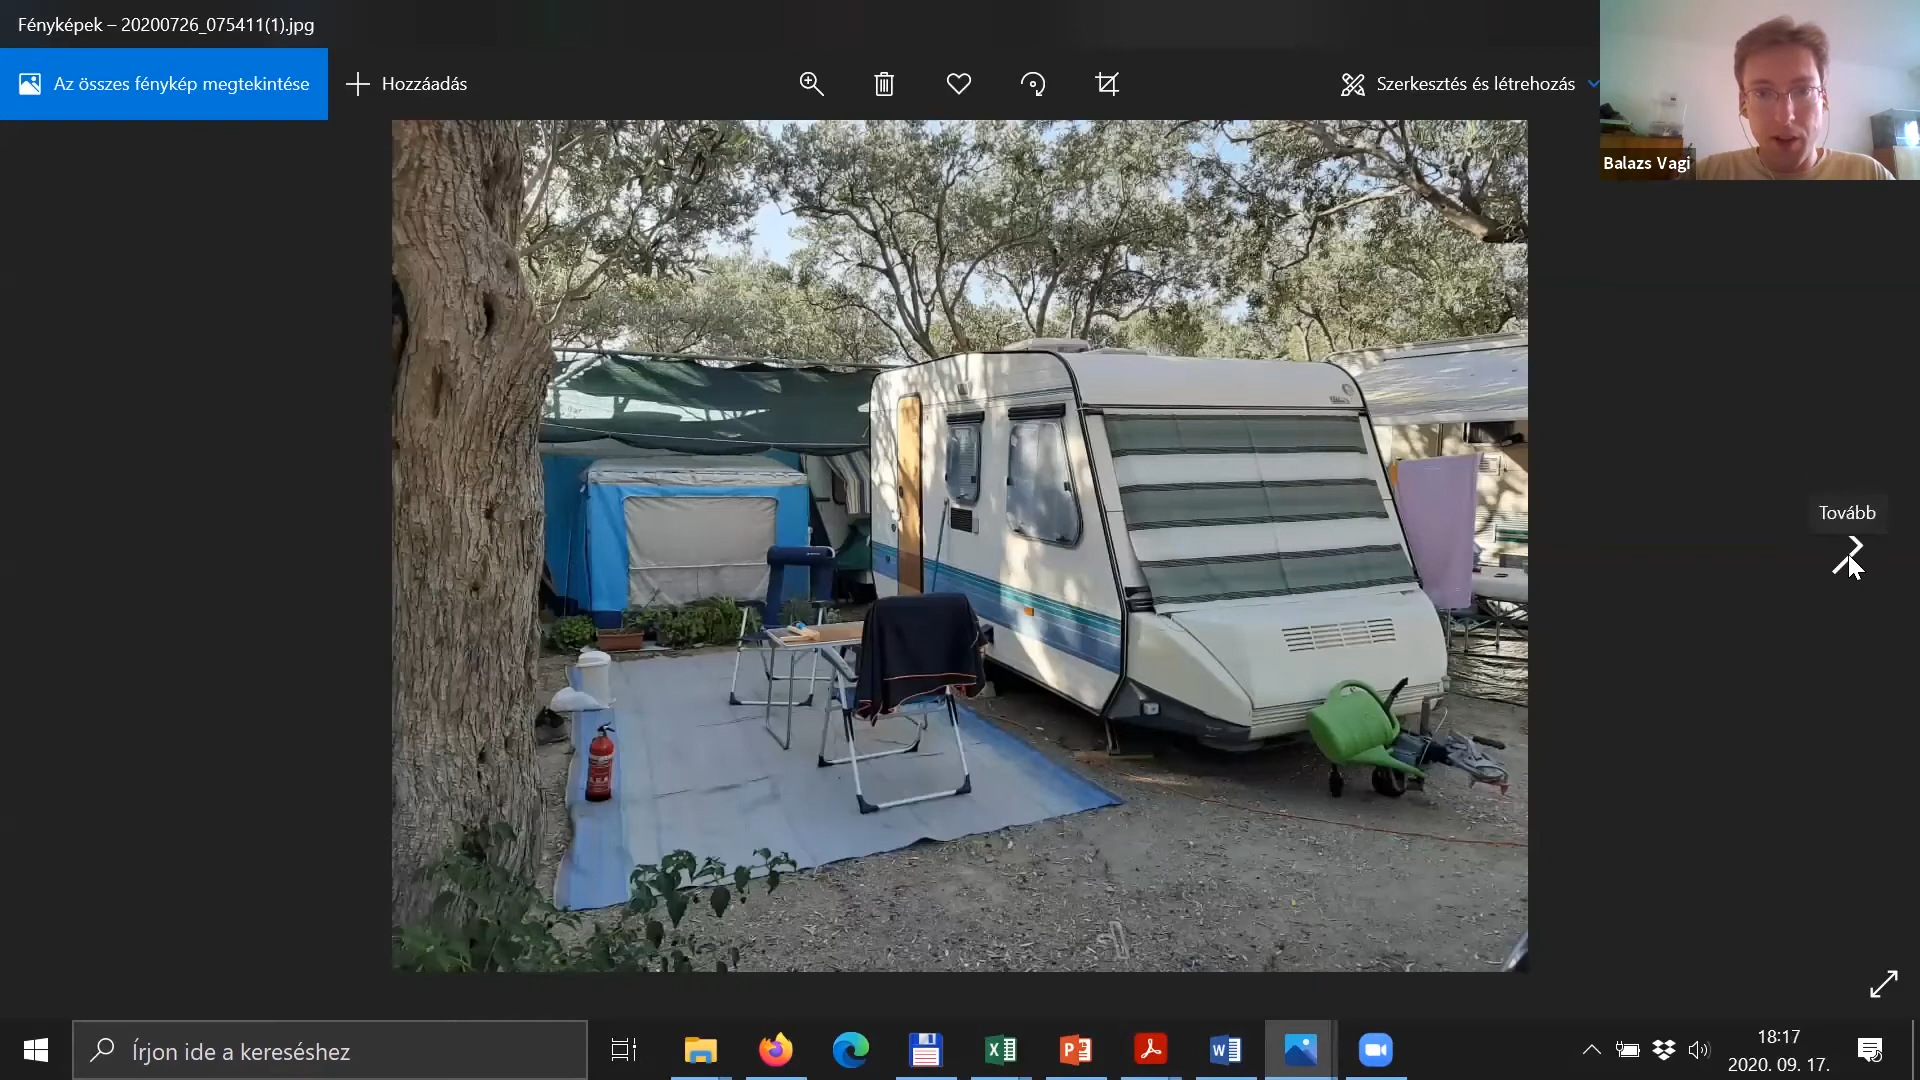 Fényképek – 20200726_075411(1).jpg
Az összes fénykép megtekintése
Hozzáadás
Szerkesztés és létrehozás
Balazs Vagi
Tovább
Írjon ide a kereséshez
18:17
2020. 09. 17.